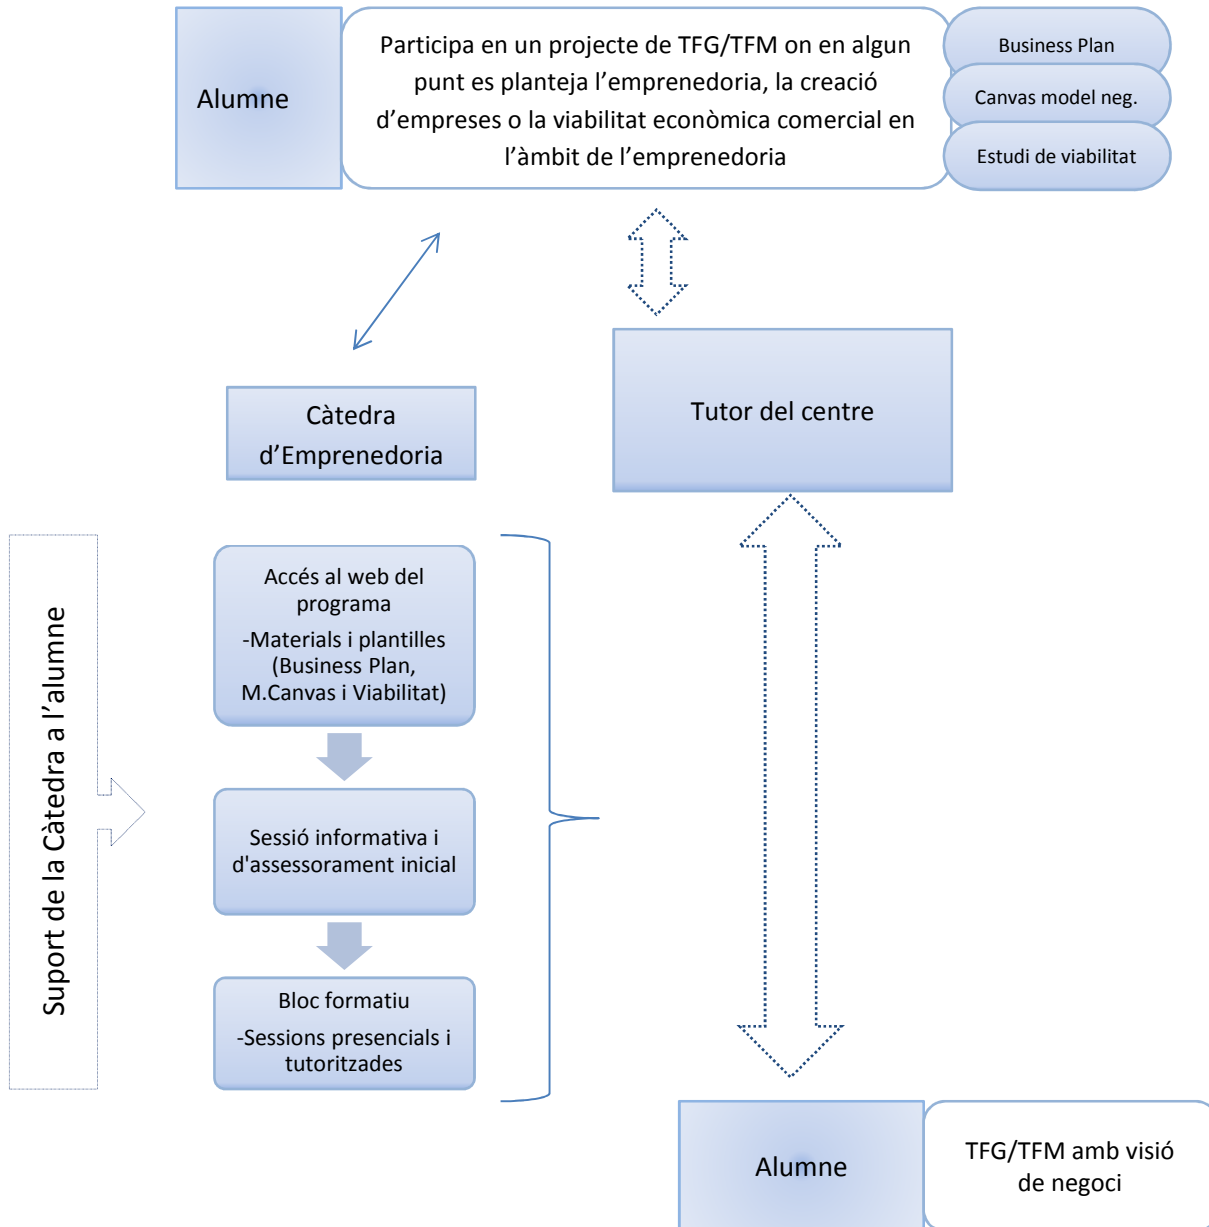 Alumne
Participa en un projecte de TFG/TFM on en algun
punt es planteja l’emprenedoria, la creació
d’empreses o la viabilitat econòmica comercial en
l’àmbit de l’emprenedoria
Business Plan
Canvas model neg.
Estudi de viabilitat
Càtedra
d’Emprenedoria
Tutor del centre
Suport de la Càtedra a l’alumne
Accés al web del
programa
-Materials i plantilles
(Business Plan,
M.Canvas i Viabilitat)
Sessió informativa i
d'assessorament inicial
Bloc formatiu
-Sessions presencials i
tutoritzades
Alumne
TFG/TFM amb visió
de negoci